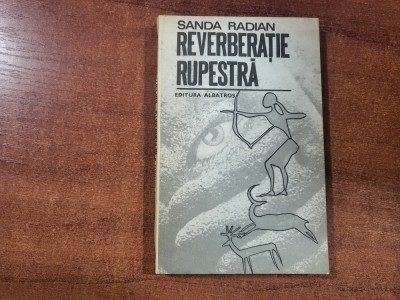 SANDA RADIAN
REVERBERAȚIE
RUPESTRĂ
EDITURA ALBATROS